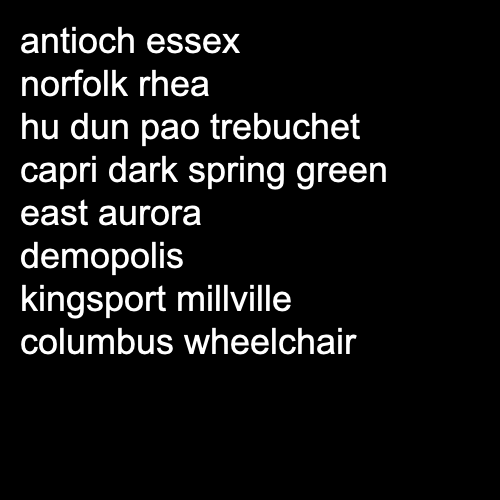 antioch essex
norfolk rhea
hu dun pao trebuchet
capri dark spring green
east aurora
demopolis
kingsport millville
columbus wheelchair